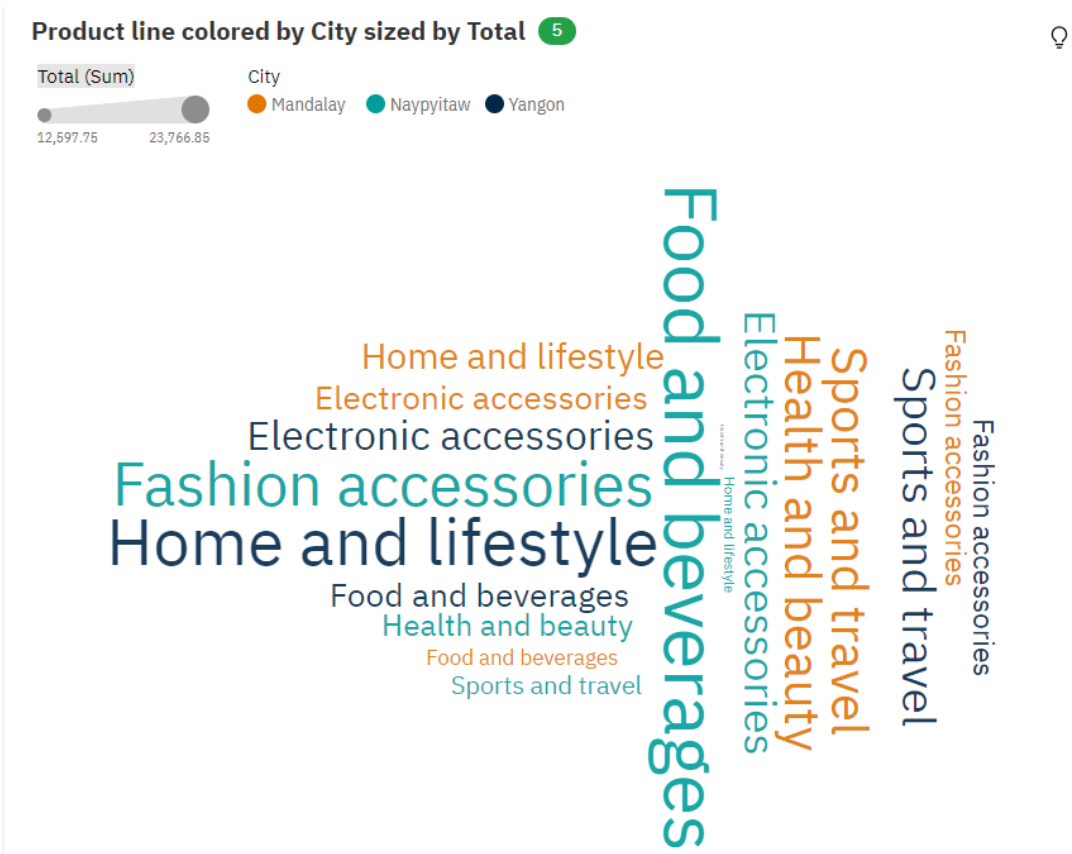 Product line colored by City sized by Total 5
Total (Sum)
12,597.75 23,766.85
City
Mandalay Naypyitaw Yangon
Home and lifestyle
Electronic accessories
Electronic accessories
Fashion accessories
Home and lifestyle
Food and beverages
Health and beauty
Food and beverages
Sports and travel
Food and beverages
Home and lifestyle
Electronic accessories
Health and beauty
Sports and travel
Sports and travel
Fashion accessories
Fashion accessories